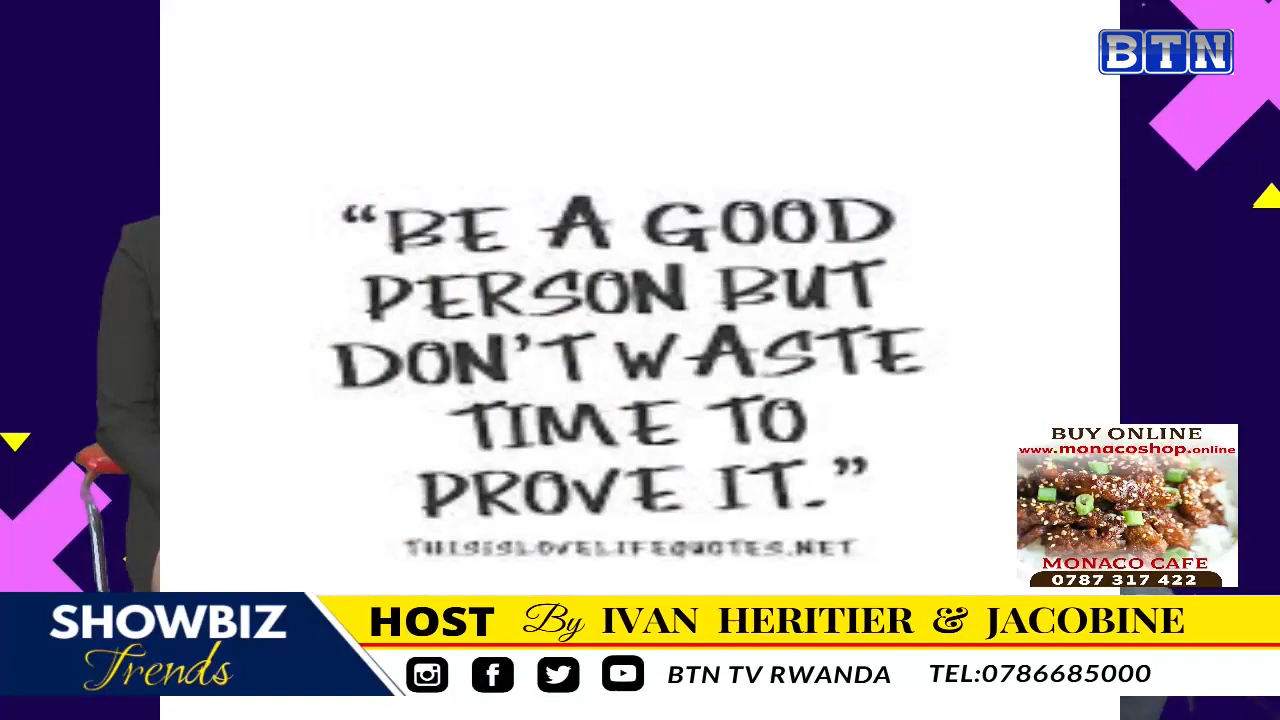 BTN
“BE A GOOD
PERSON BUT
DON'T WASTE
TIME TO
PROVE IT.”
THISISLOVELIFEQUOTES.NET
BUY ONLINE
www.monacoshop.online
MONACO CAFE
0787 317 422
SHOWBIZ
Trends
HOST By IVAN HERITIER & JACOBINE
BTN TV RWANDA TEL:0786685000